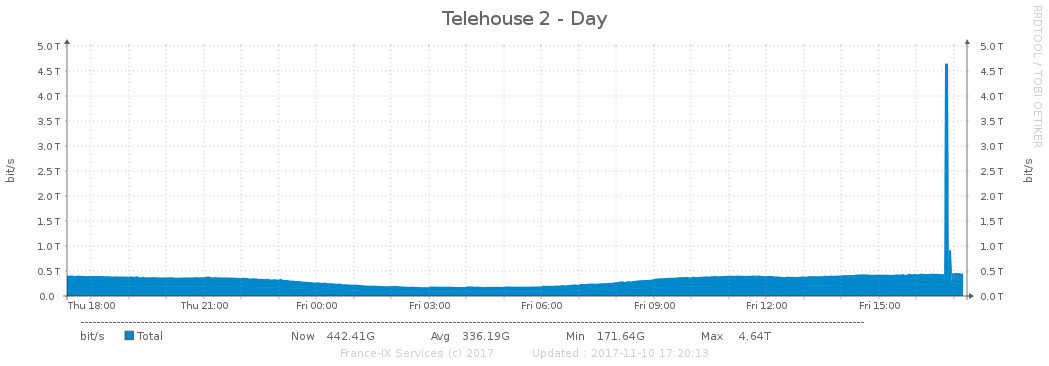 Telehouse 2 - Day
RRDTOOL / TOBI OETIKER
bit/s
bit/s
5.0 T 5.0 T
4.5 T 4.5 T
4.0 T 4.0 T
3.5 T 3.5 T
3.0 T 3.0 T
2.5 T 2.5 T
2.0 T 2.0 T
1.5 T 1.5 T
1.0 T 1.0 T
0.5 T 0.5 T
0.0 0.0 T
Thu 18:00 Thu 21:00 Fri 00:00 Fri 03:00 Fri 06:00 Fri 09:00 Fri 12:00 Fri 15:00
bit/s Total Now 442.41G Avg 336.19G Min 171.64G Max 4.64T
France-IX Services (c) 2017 Updated : 2017-11-10 17:20:13